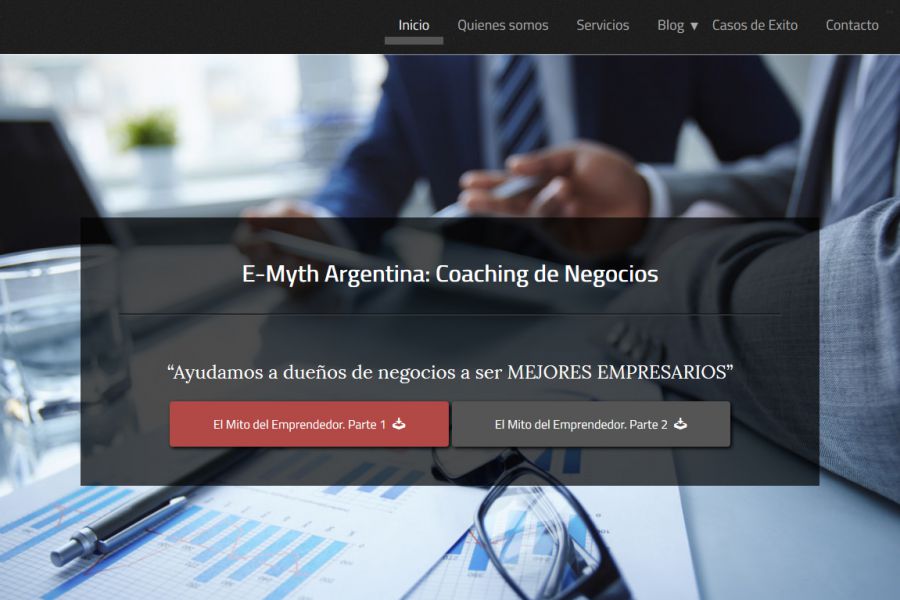 Inicio Quienes somos Servicios Blog ▾ Casos de Exito Contacto
E-Myth Argentina: Coaching de Negocios
“Ayudamos a dueños de negocios a ser MEJORES EMPRESARIOS”
El Mito del Emprendedor. Parte 1 El Mito del Emprendedor. Parte 2